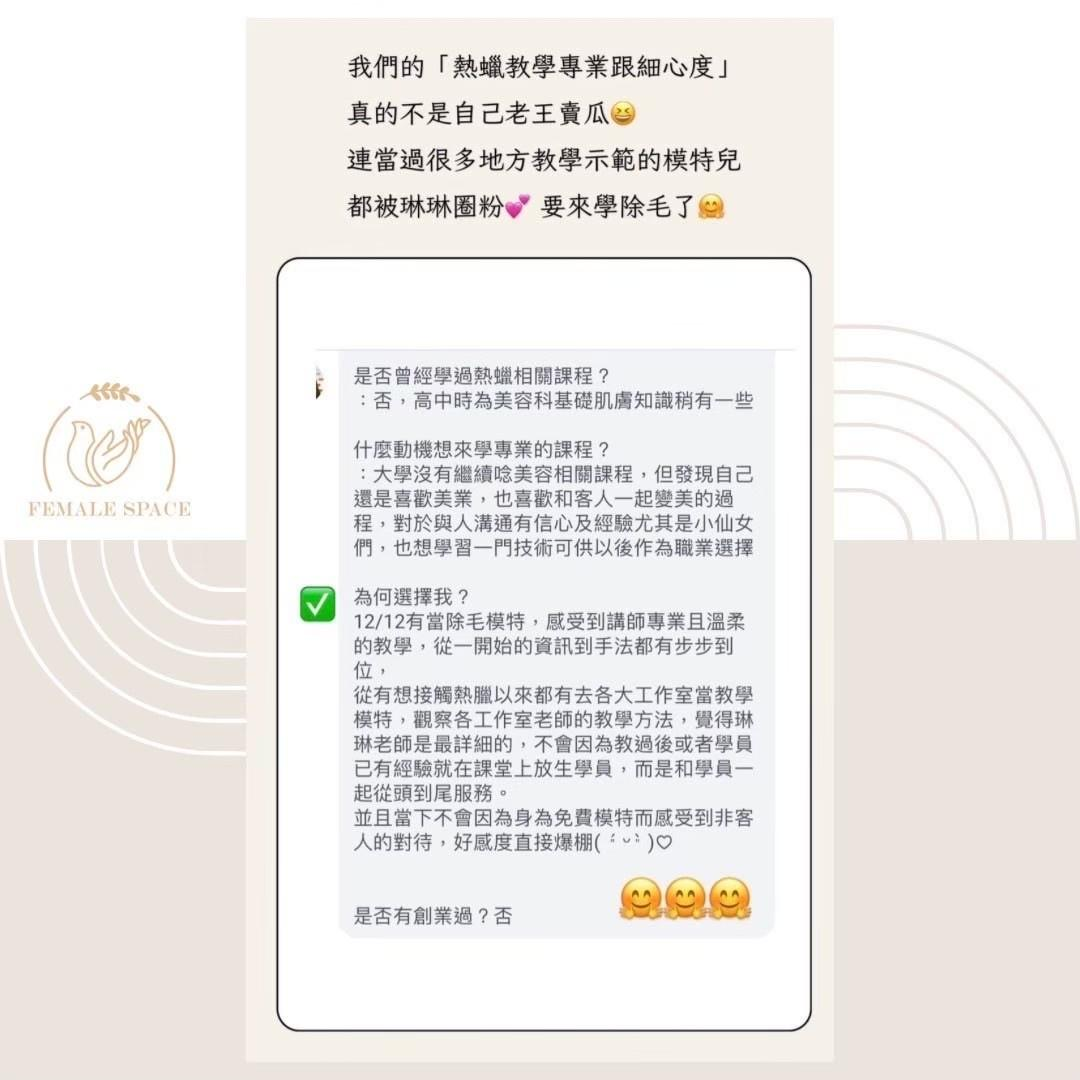 我們的「熱蠟教學專業跟細心度」
真的不是自己老王賣瓜😆
連當過很多地方教學示範的模特兒
都被琳琳圈粉💕 要來學除毛了🤗
是否曾經學過熱蠟相關課程？
：否，高中時為美容科基礎肌膚知識稍有一些
什麼動機想來學專業的課程？
：大學沒有繼續唸美容相關課程，但發現自己
還是喜歡美業，也喜歡和客人一起變美的過
程，對於與人溝通有信心及經驗尤其是小仙女
們，也想學習一門技術可供以後作為職業選擇
為何選擇我？
12/12有當除毛模特，感受到講師專業且溫柔
的教學，從一開始的資訊到手法都有步步到
位，
從有想接觸熱臘以來都有去各大工作室當教學
模特，觀察各工作室老師的教學方法，覺得琳
琳老師是最詳細的，不會因為教過後或者學員
已有經驗就在課堂上放生學員，而是和學員一
起從頭到尾服務。
並且當下不會因為身為免費模特而感受到非客
人的對待，好感度直接爆棚( ˊᵕˋ )♡
是否有創業過？否
🤗🤗🤗
FEMALE SPACE